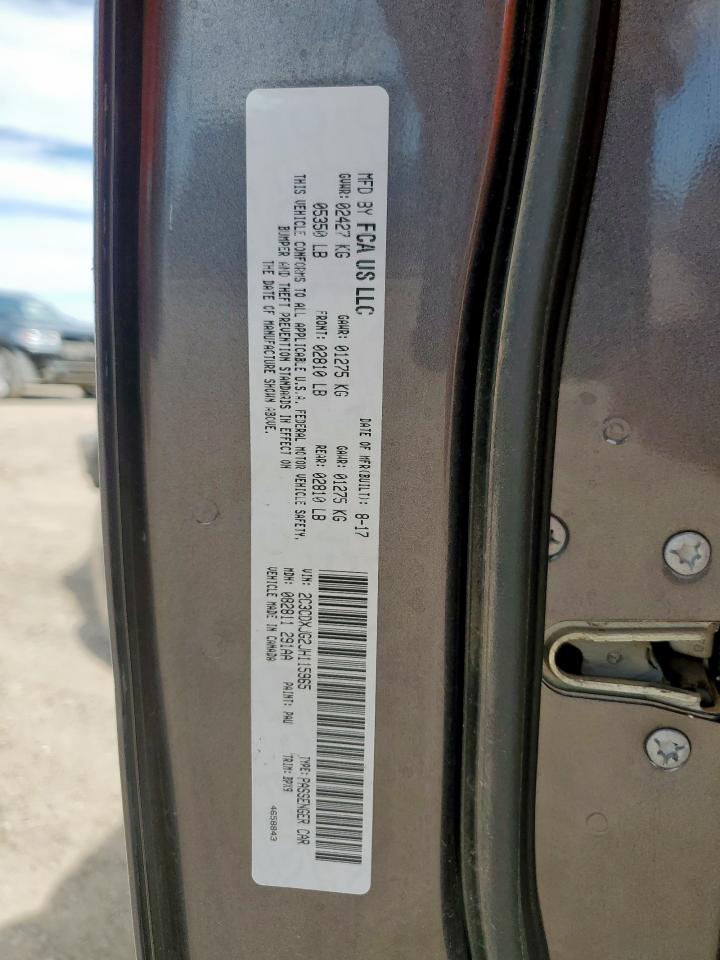 MFD BY FCA US LLC
DATE OF MFR(BUILT): 8-17
GVWR: 02427 KG GAWR: 01275 KG GAWR: 01275 KG
05350 LB FRONT: 02810 LB REAR: 02810 LB
THIS VEHICLE CONFORMS TO ALL APPLICABLE U.S.A. FEDERAL MOTOR VEHICLE SAFETY,
BUMPER AND THEFT PREVENTION STANDARDS IN EFFECT ON
THE DATE OF MANUFACTURE SHOWN ABOVE.
VIN: 2C3CDXJG2JH115965 TYPE: PASSENGER CAR
MDH: 082811 291AA PAINT: PAU TRIM: DPX9
VEHICLE MADE IN CANADA
4658843